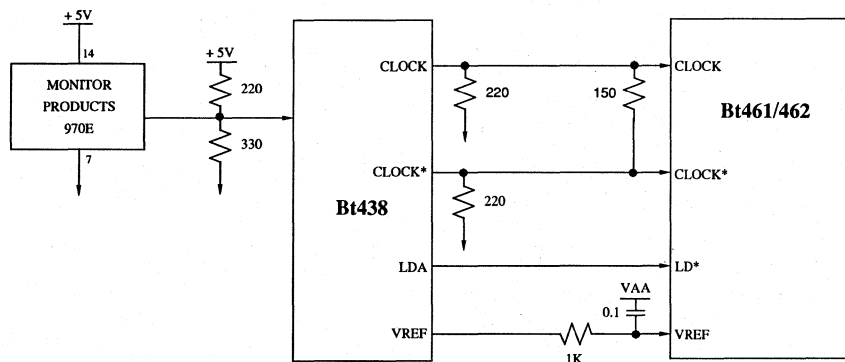 + 5V
14
MONITOR
PRODUCTS
970E
7
+ 5V
220
330
Bt438
CLOCK
CLOCK*
LDA
VREF
220
220
150
1K
VAA
0.1
Bt461/462
CLOCK
CLOCK*
LD*
VREF